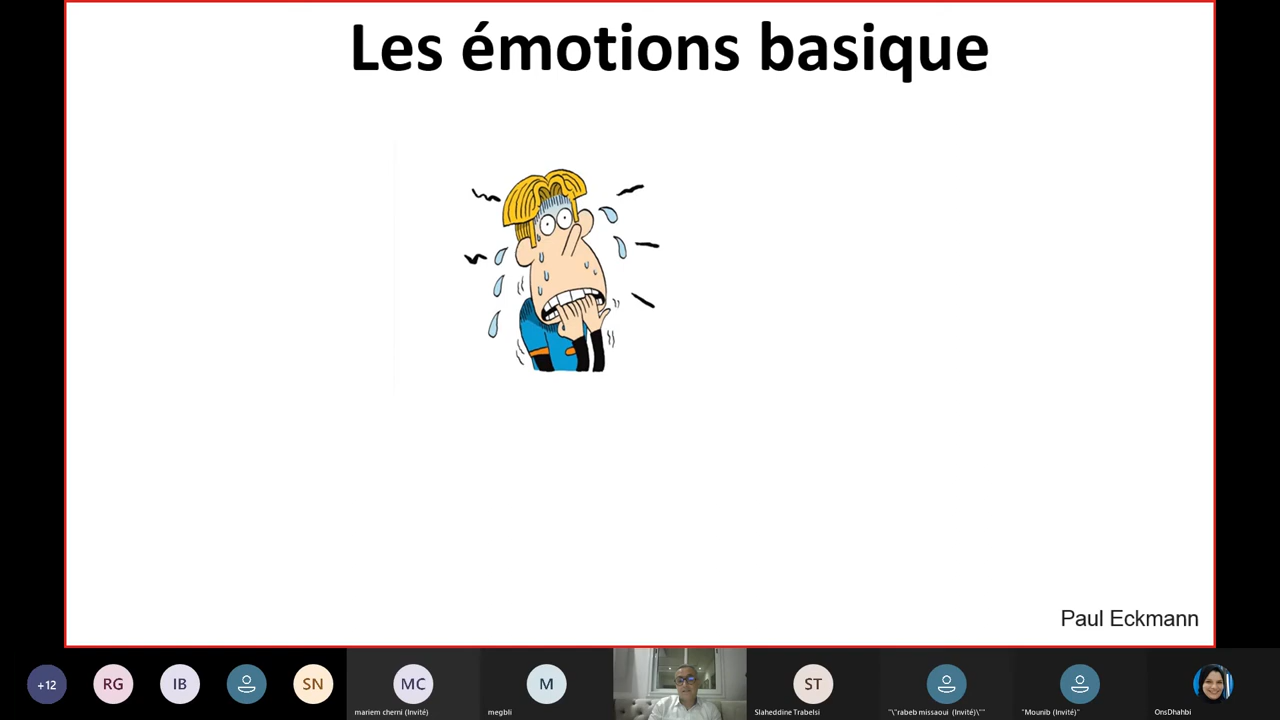 Les émotions basique
Paul Eckmann
+12
RG
IB
SN
MC
mariem cherni (Invité)
M
megbli
ST
Slaheddine Trabelsi
"\"rabeb missaoui (Invité)\""
"Mounib (Invité)"
OnsDhahbi